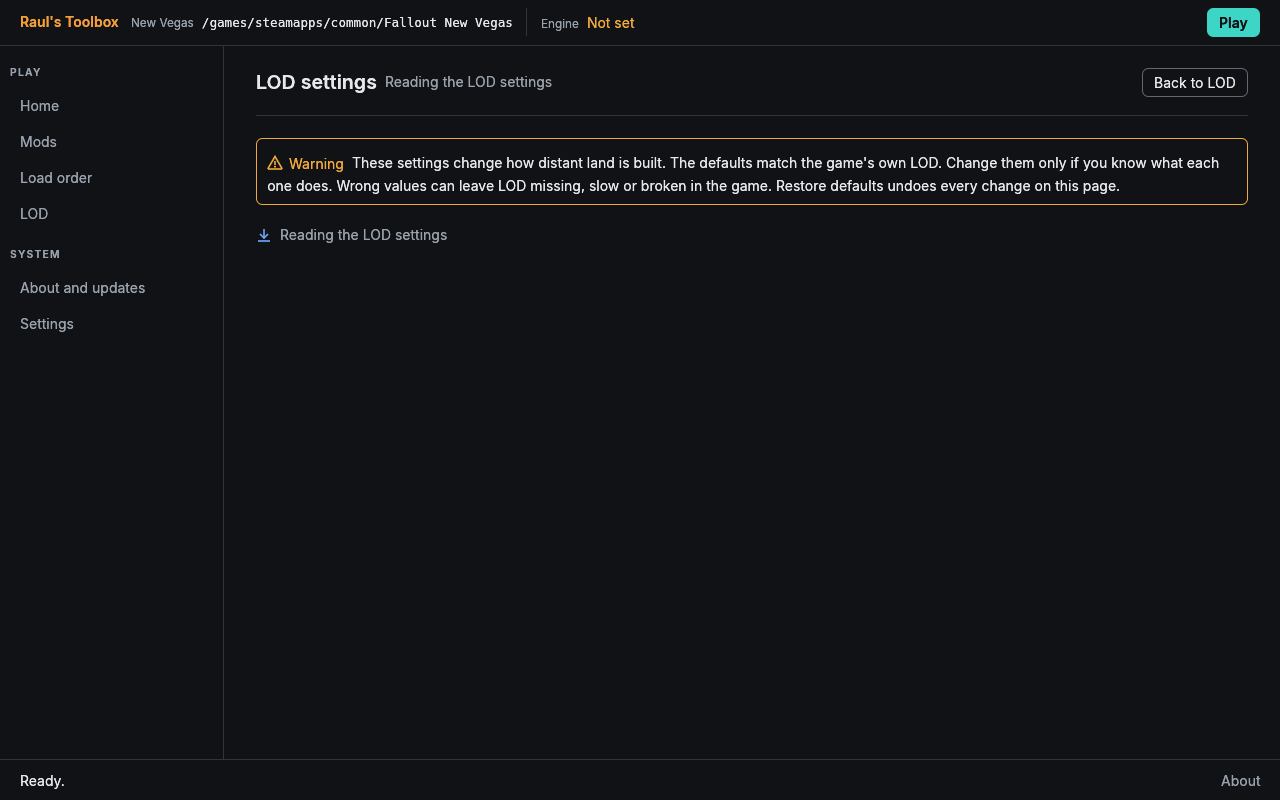 Raul's Toolbox New Vegas /games/steamapps/common/Fallout New Vegas Engine Not set Play
PLAY
Home
Mods
Load order
LOD
SYSTEM
About and updates
Settings
LOD settings Reading the LOD settings Back to LOD
Warning These settings change how distant land is built. The defaults match the game's own LOD. Change them only if you know what each
one does. Wrong values can leave LOD missing, slow or broken in the game. Restore defaults undoes every change on this page.
Reading the LOD settings
Ready. About